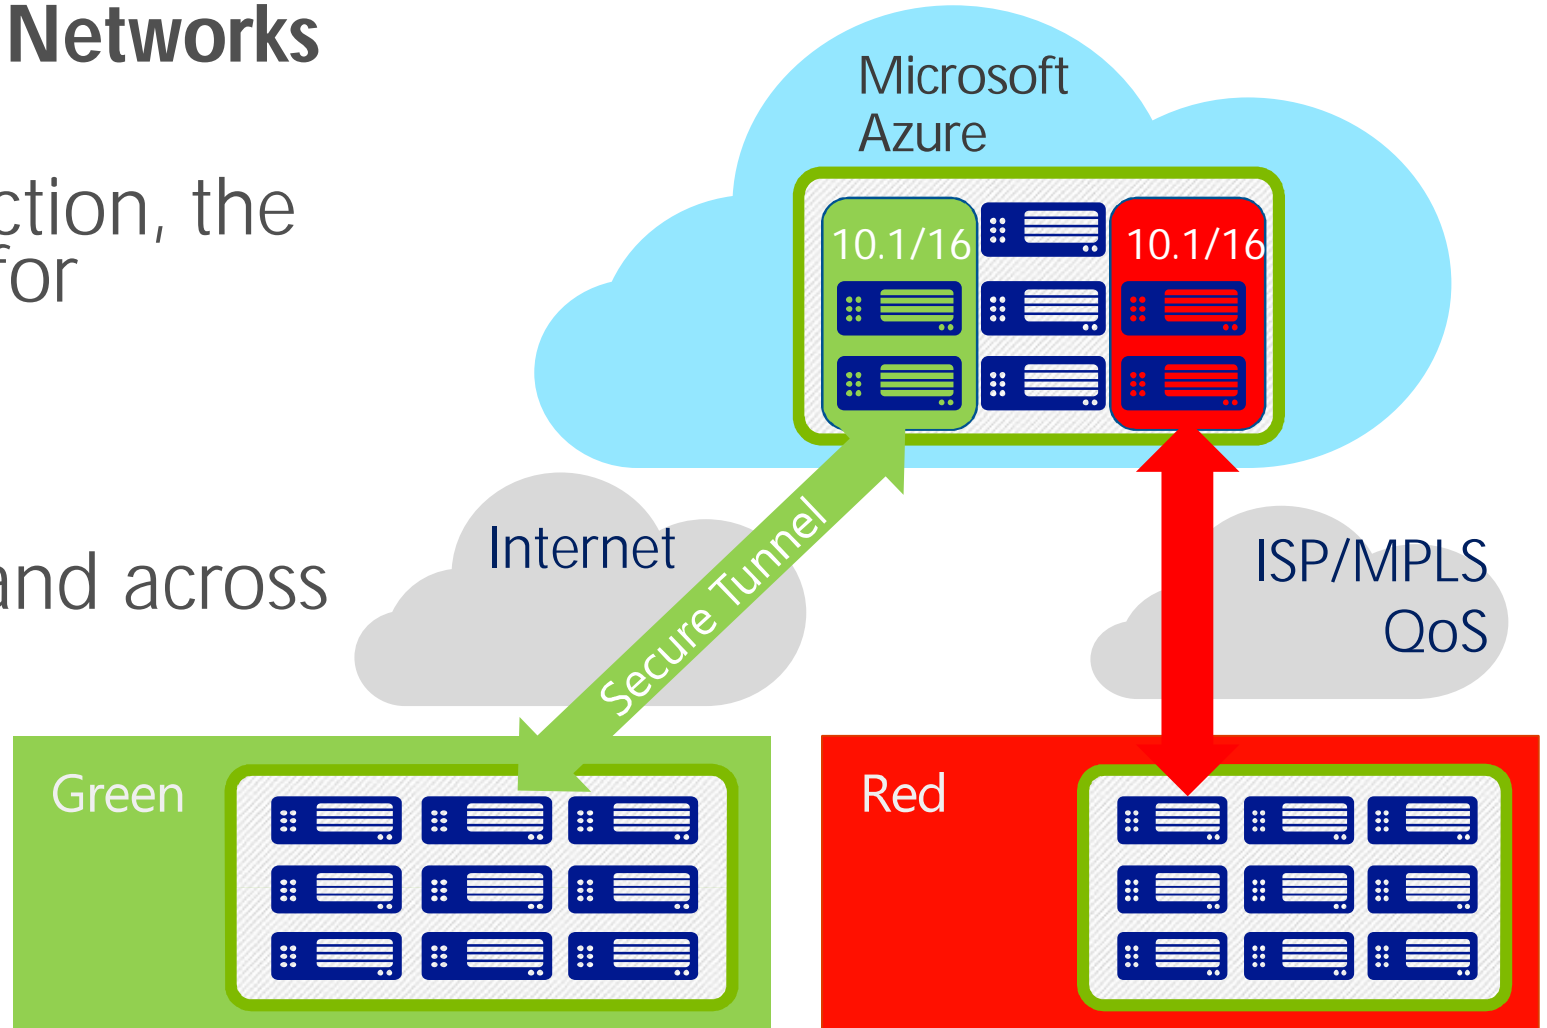 Networks
ction, the
for
and across
Microsoft
Azure
10.1/16
10.1/16
Internet
Secure Tunnel
ISP/MPLS
QoS
Green
Red